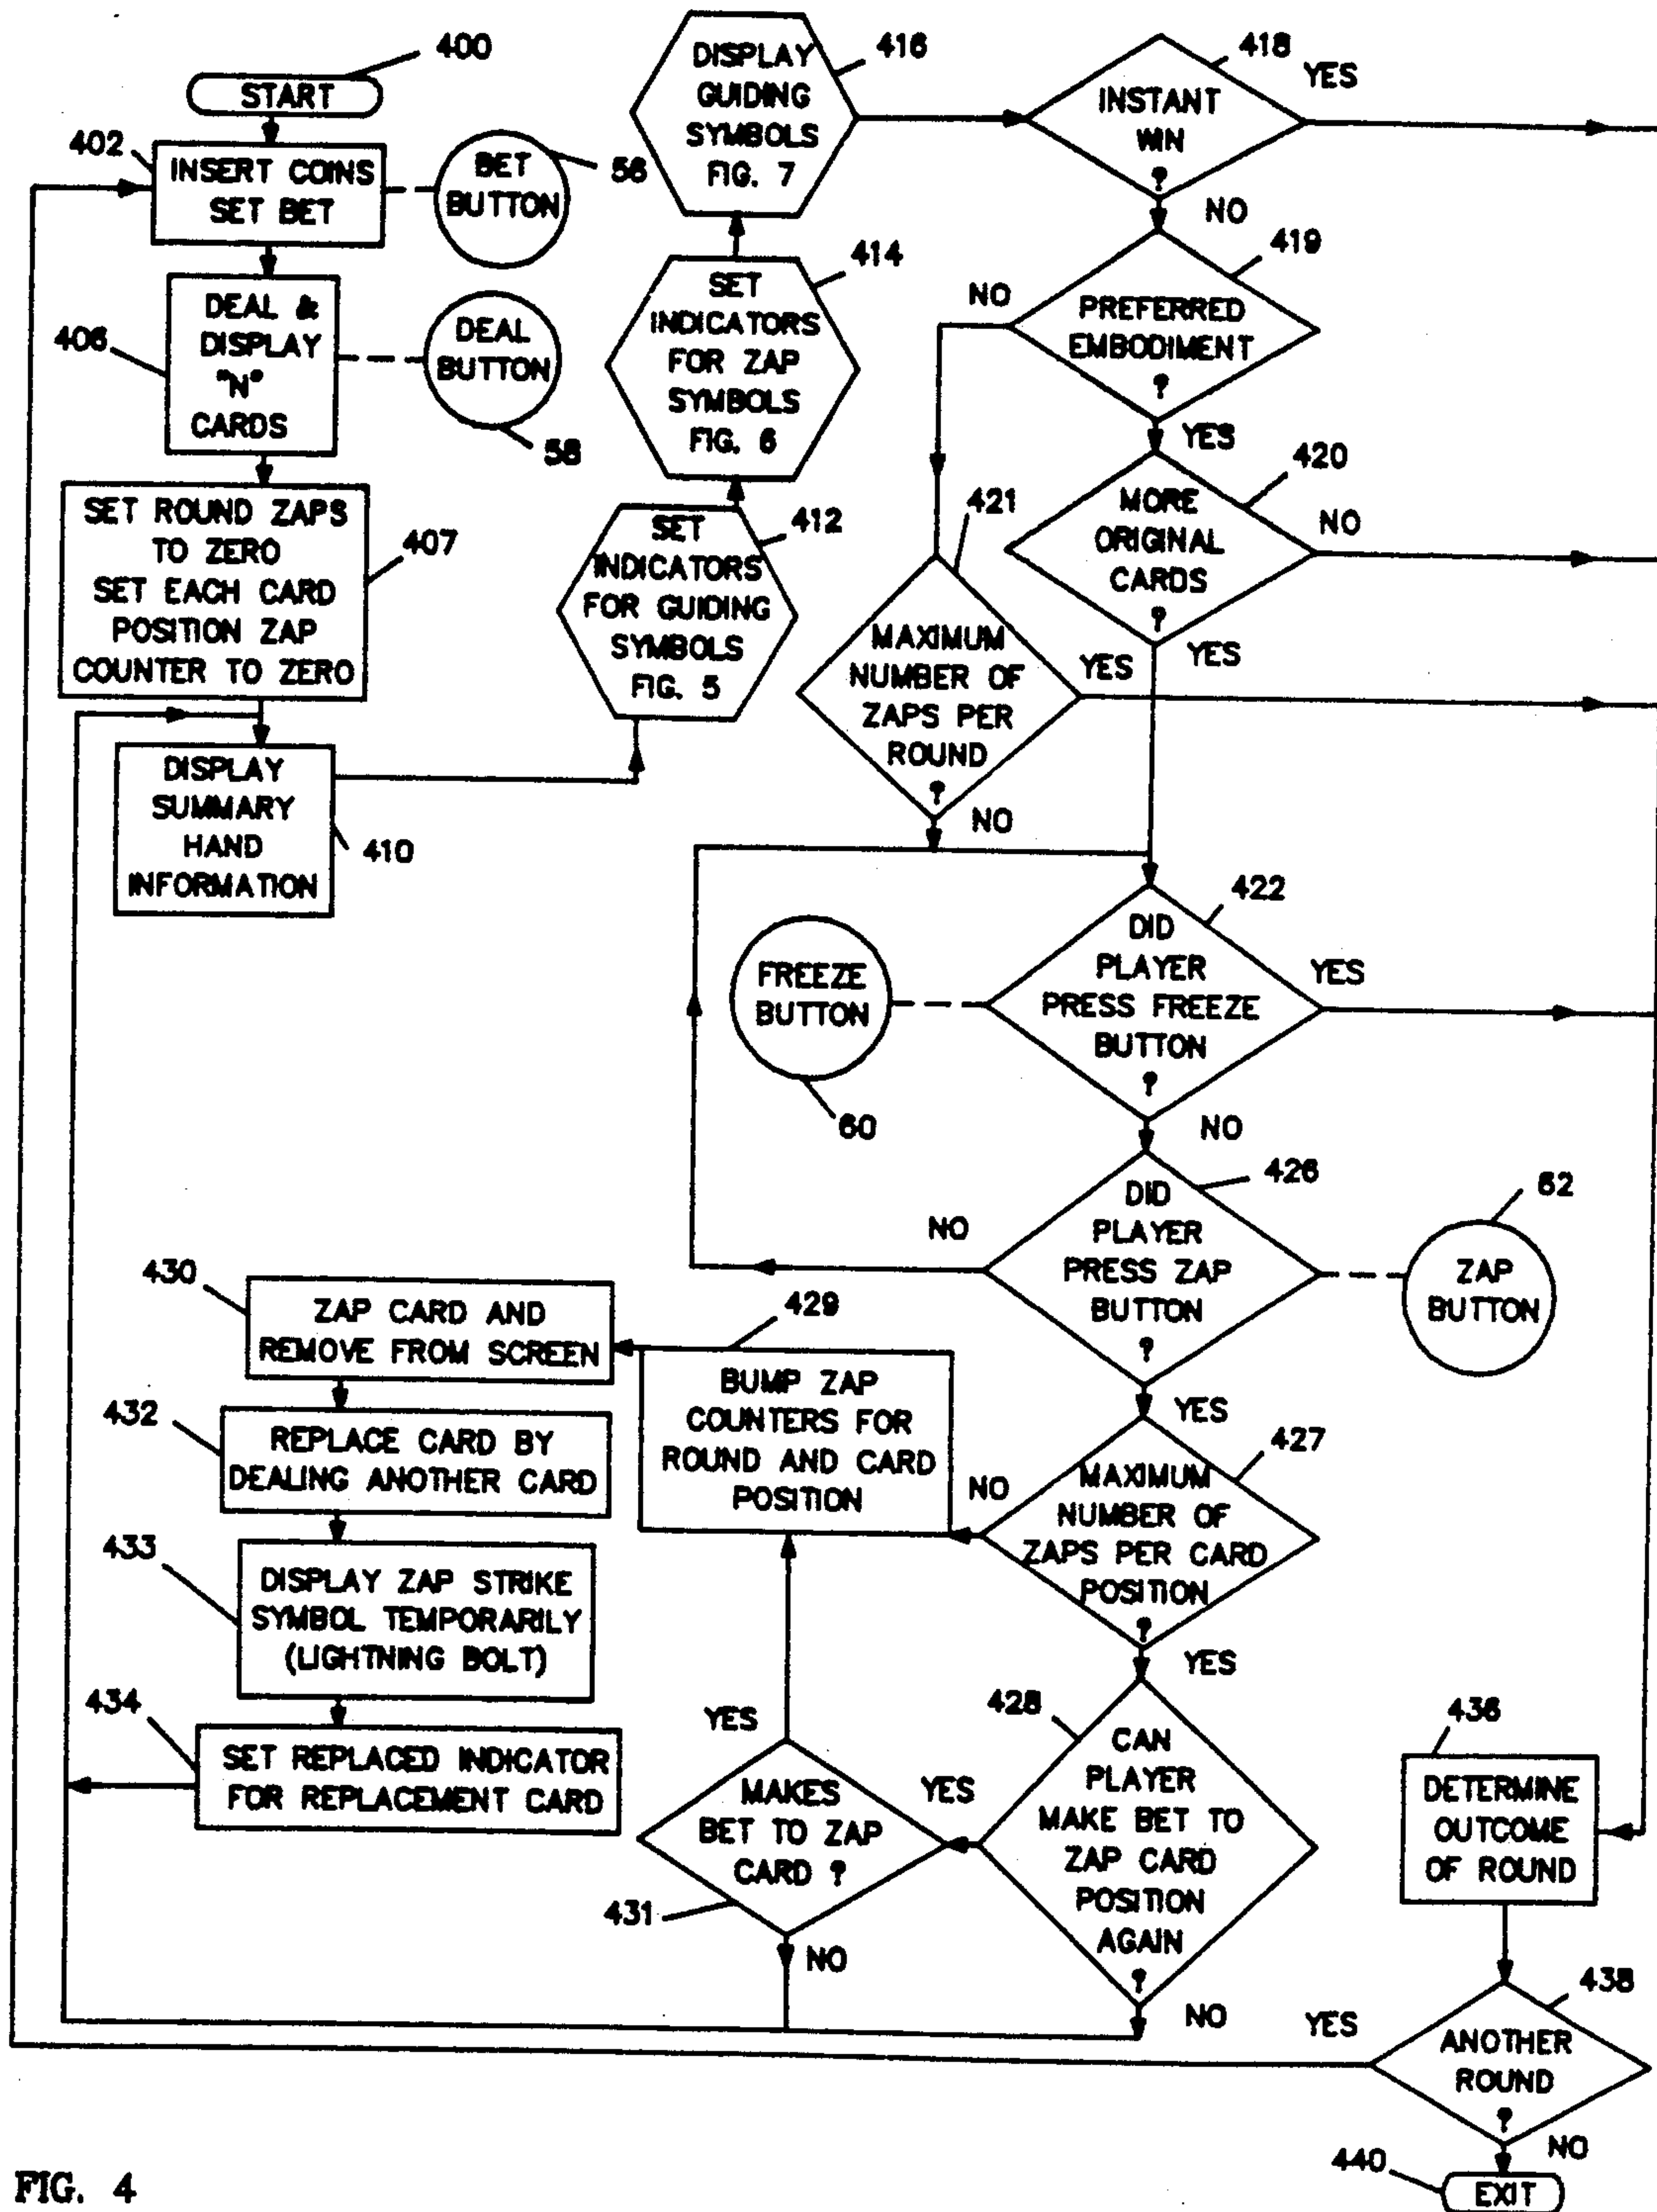 400
START
402
INSERT COINS
SET BET
BET
BUTTON
56
406
DEAL &
DISPLAY
"N"
CARDS
DEAL
BUTTON
58
SET ROUND ZAPS
TO ZERO
SET EACH CARD
POSITION ZAP
COUNTER TO ZERO
407
DISPLAY
SUMMARY
HAND
INFORMATION
410
SET
INDICATORS
FOR GUIDING
SYMBOLS
FIG. 5
412
SET
INDICATORS
FOR ZAP
SYMBOLS
FIG. 6
414
DISPLAY
GUIDING
SYMBOLS
FIG. 7
416
INSTANT
WIN
?
418
YES
NO
419
PREFERRED
EMBODIMENT
?
NO
YES
420
MORE
ORIGINAL
CARDS
?
NO
YES
421
MAXIMUM
NUMBER OF
ZAPS PER
ROUND
?
YES
NO
422
DID
PLAYER
PRESS FREEZE
BUTTON
?
YES
NO
FREEZE
BUTTON
60
426
DID
PLAYER
PRESS ZAP
BUTTON
?
NO
YES
62
ZAP
BUTTON
427
MAXIMUM
NUMBER OF
ZAPS PER CARD
POSITION
?
NO
YES
428
CAN
PLAYER
MAKE BET TO
ZAP CARD
POSITION
AGAIN
?
YES
NO
429
BUMP ZAP
COUNTERS FOR
ROUND AND CARD
POSITION
MAKES
BET TO ZAP
CARD ?
431
YES
NO
430
ZAP CARD AND
REMOVE FROM SCREEN
432
REPLACE CARD BY
DEALING ANOTHER CARD
433
DISPLAY ZAP STRIKE
SYMBOL TEMPORARILY
(LIGHTNING BOLT)
434
SET REPLACED INDICATOR
FOR REPLACEMENT CARD
436
DETERMINE
OUTCOME
OF ROUND
438
ANOTHER
ROUND
?
YES
NO
440
EXIT
FIG. 4